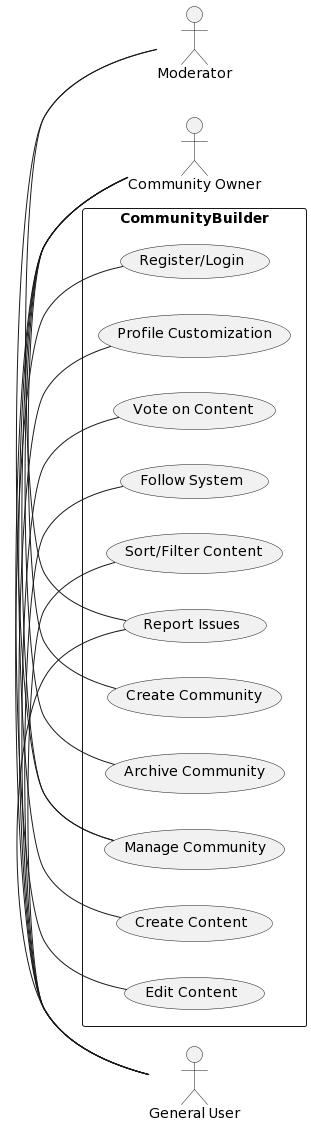 Moderator
Community Owner
CommunityBuilder
Register/Login
Profile Customization
Vote on Content
Follow System
Sort/Filter Content
Report Issues
Create Community
Archive Community
Manage Community
Create Content
Edit Content
General User